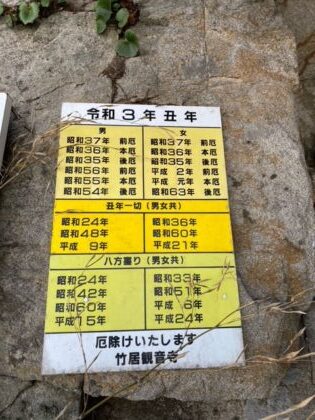 令和3年丑年
男 女
昭和37年 前厄 昭和37年 前厄
昭和36年 本厄 昭和36年 本厄
昭和35年 後厄 昭和35年 後厄
昭和56年 前厄 平成 2年 前厄
昭和55年 本厄 平成 元年 本厄
昭和54年 後厄 昭和63年 後厄
丑年一切(男女共)
昭和24年 昭和36年
昭和48年 昭和60年
平成 9年 平成21年
八方塞り(男女共)
昭和24年 昭和33年
昭和42年 昭和51年
昭和60年 平成 6年
平成15年 平成24年
厄除けいたします
竹居観音寺